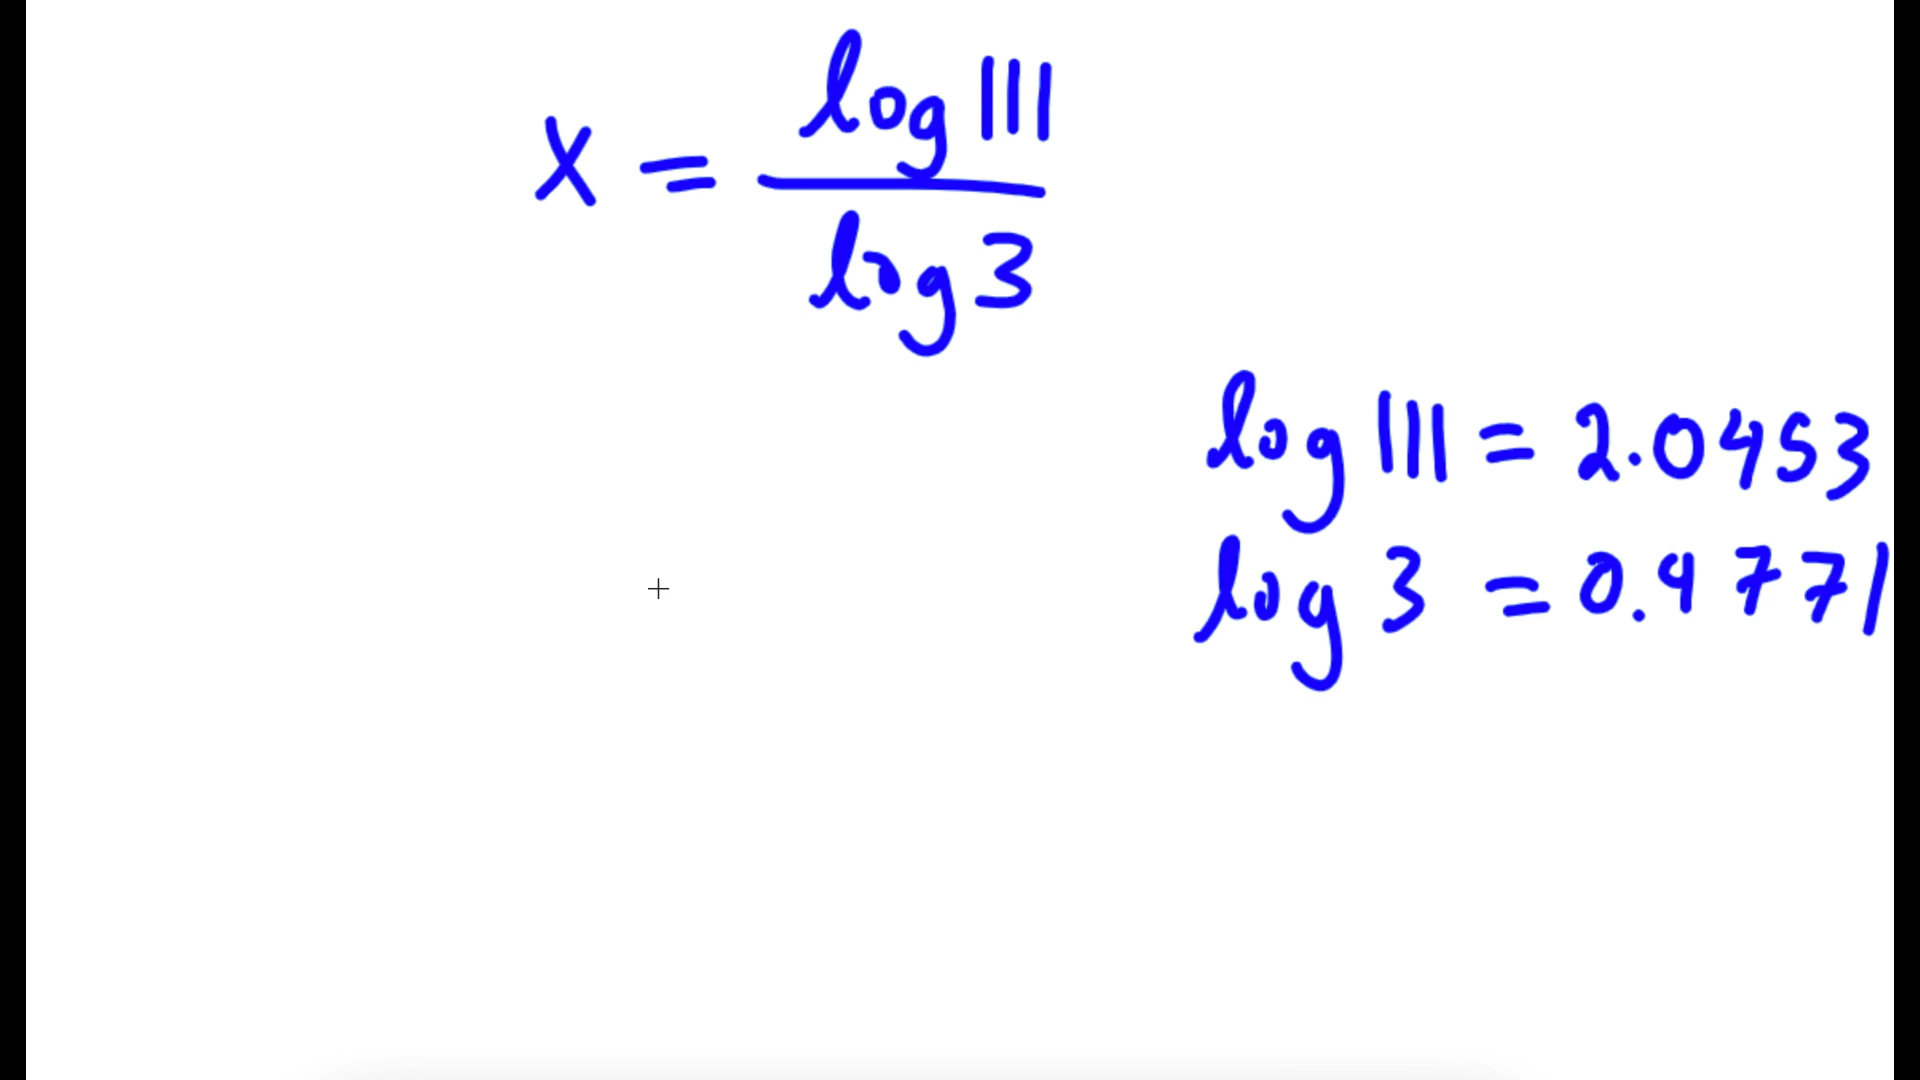 x = log 111 / log 3
log 111 = 2.0453
log 3 = 0.4771